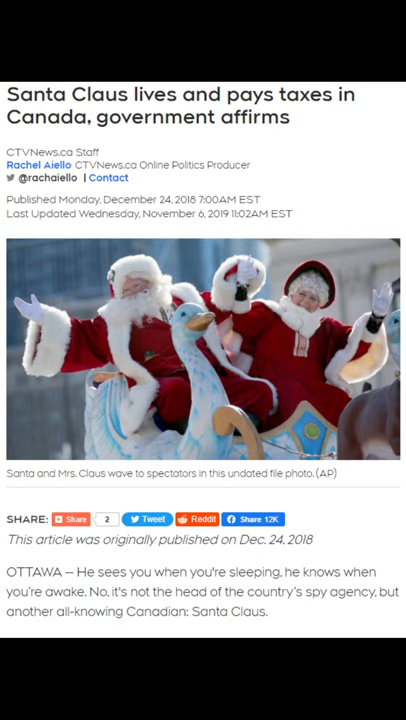 Santa Claus lives and pays taxes in
Canada, government affirms
CTVNews.ca Staff
Rachel Aiello CTVNews.ca Online Politics Producer
@rachaiello | Contact
Published Monday, December 24, 2018 7:00AM EST
Last Updated Wednesday, November 6, 2019 11:02AM EST
Santa and Mrs. Claus wave to spectators in this undated file photo. (AP)
SHARE: Share 2 Tweet Reddit Share 12K
This article was originally published on Dec. 24, 2018
OTTAWA -- He sees you when you're sleeping, he knows when
you're awake. No, it's not the head of the country's spy agency, but
another all-knowing Canadian: Santa Claus.